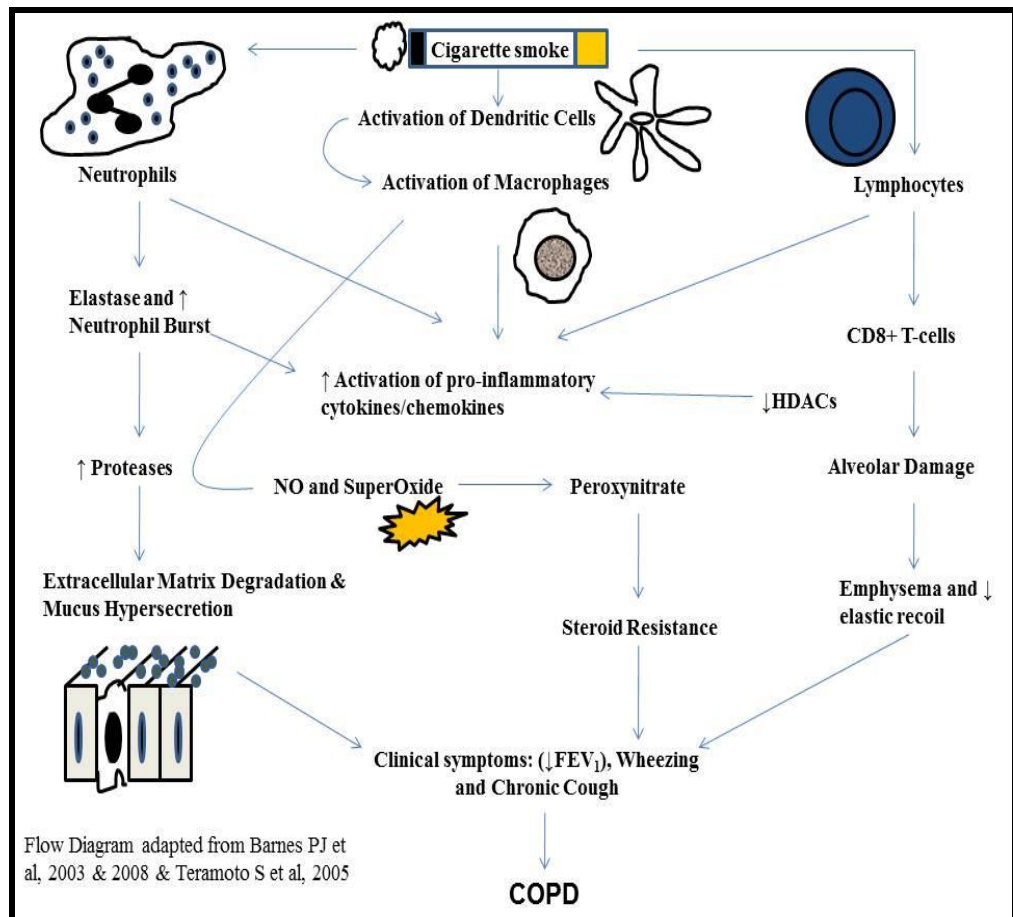 Cigarette smoke
Activation of Dendritic Cells
Neutrophils
Activation of Macrophages
Lymphocytes
Elastase and ↑
Neutrophil Burst
CD8+ T-cells
↑ Activation of pro-inflammatory
cytokines/chemokines
↓HDACs
↑ Proteases
NO and SuperOxide
Peroxynitrate
Alveolar Damage
Extracellular Matrix Degradation &
Mucus Hypersecretion
Steroid Resistance
Emphysema and ↓
elastic recoil
Clinical symptoms: (↓FEV₁), Wheezing
and Chronic Cough
Flow Diagram adapted from Barnes PJ et
al, 2003 & 2008 & Teramoto S et al, 2005
COPD